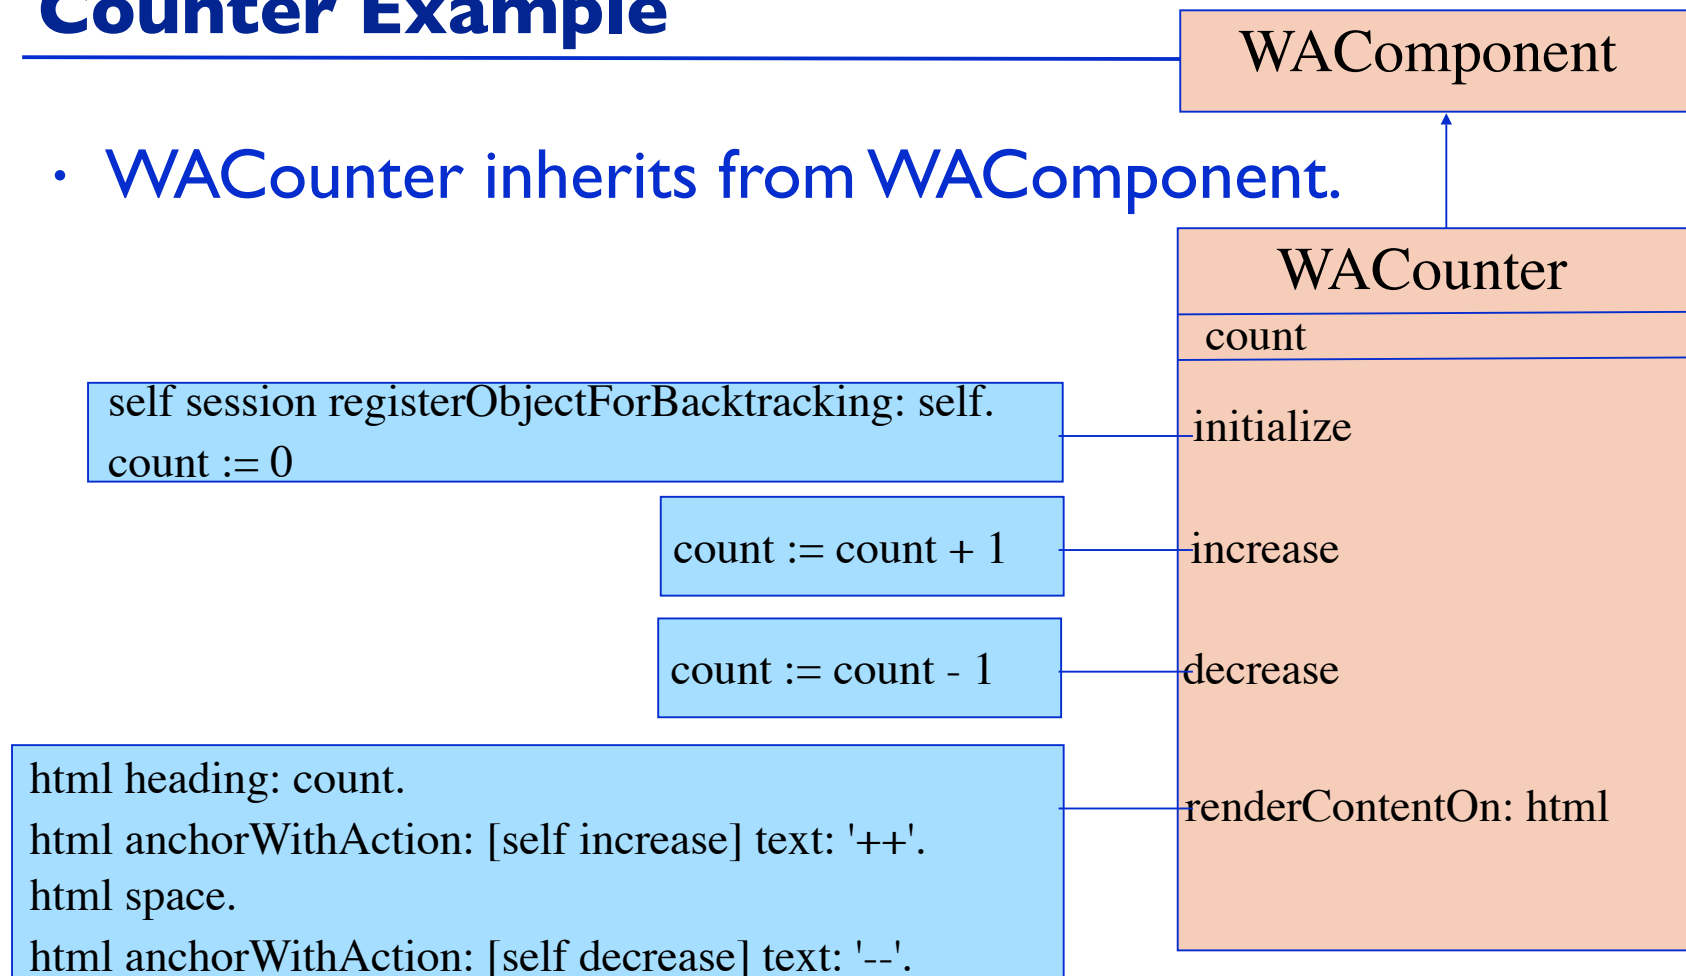 Counter Example
WAComponent
· WACounter inherits from WAComponent.
WACounter
count
self session registerObjectForBacktracking: self.
count := 0
initialize
count := count + 1
increase
count := count - 1
decrease
html heading: count.
html anchorWithAction: [self increase] text: '++'.
html space.
html anchorWithAction: [self decrease] text: '--'.
renderContentOn: html